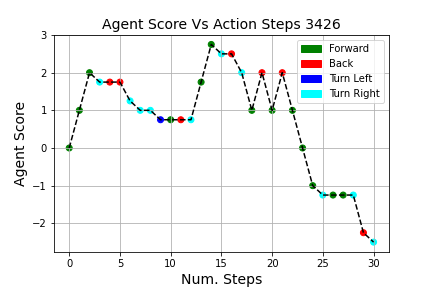 Agent Score Vs Action Steps 3426
Forward
Back
Turn Left
Turn Right
Agent Score
3
2
1
0
−1
−2
0 5 10 15 20 25 30
Num. Steps